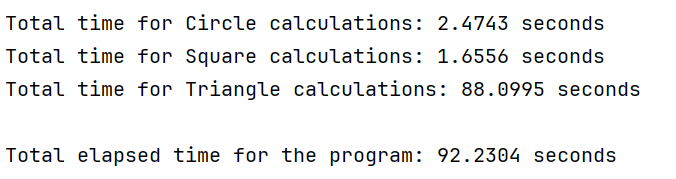 Total time for Circle calculations: 2.4743 seconds
Total time for Square calculations: 1.6556 seconds
Total time for Triangle calculations: 88.0995 seconds
Total elapsed time for the program: 92.2304 seconds